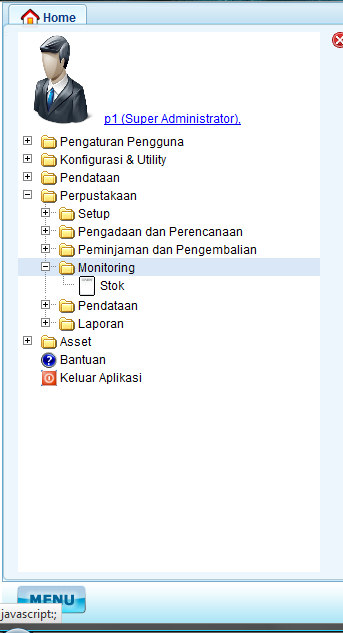 Home
p1 (Super Administrator).
Pengaturan Pengguna
Konfigurasi & Utility
Pendataan
Perpustakaan
Setup
Pengadaan dan Perencanaan
Peminjaman dan Pengembalian
Monitoring
Stok
Pendataan
Laporan
Asset
Bantuan
Keluar Aplikasi
MENU
javascript:;